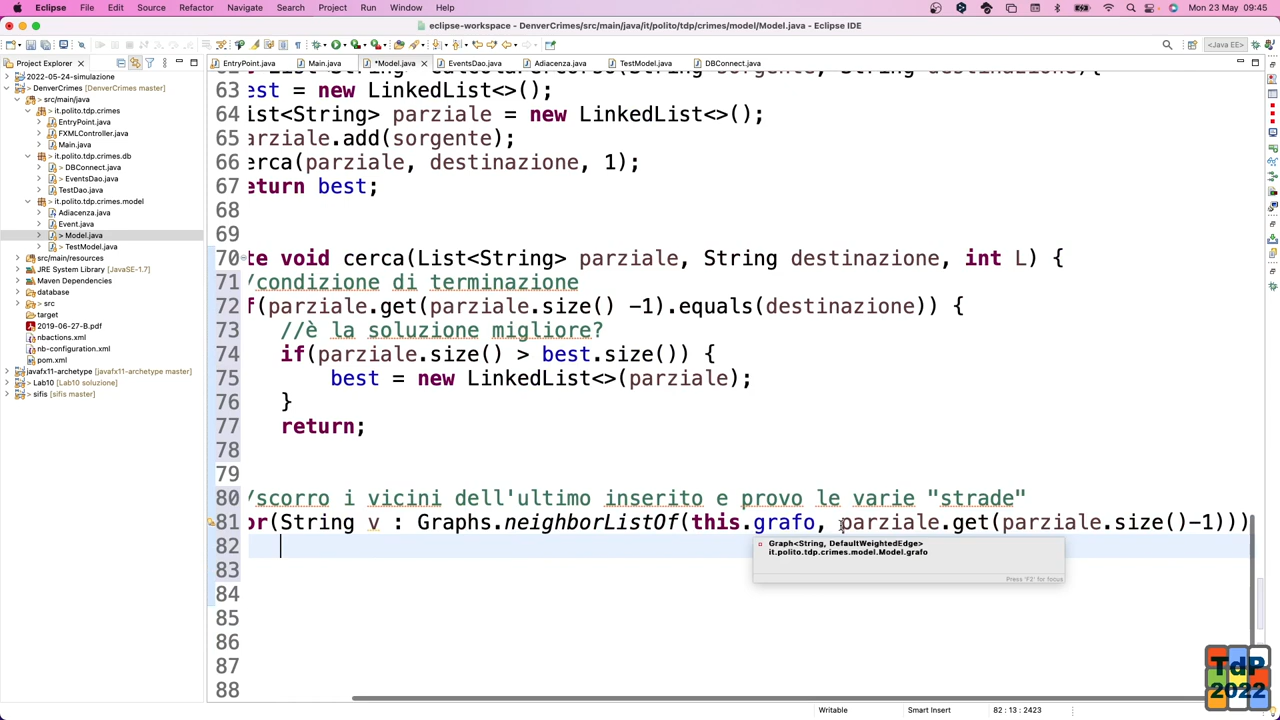 Eclipse File Edit Source Refactor Navigate Search Project Run Window Help Mon 23 May 09:45
eclipse-workspace - DenverCrimes/src/main/java/it/polito/tdp/crimes/model/Model.java - Eclipse IDE
<Java EE>
Project Explorer
EntryPoint.java Main.java *Model.java EventsDao.java Adiacenza.java TestModel.java DBConnect.java
2022-05-24-simulazione
> DenverCrimes [DenverCrimes master]
> src/main/java
> it.polito.tdp.crimes
EntryPoint.java
FXMLController.java
Main.java
> it.polito.tdp.crimes.db
> DBConnect.java
> EventsDao.java
TestDao.java
> it.polito.tdp.crimes.model
Adiacenza.java
Event.java
> Model.java
> TestModel.java
src/main/resources
JRE System Library [JavaSE-1.7]
Maven Dependencies
database
> src
target
2019-06-27-B.pdf
nbactions.xml
nb-configuration.xml
pom.xml
javafx11-archetype [javafx11-archetype master]
> Lab10 [Lab10 soluzione]
> sifis [sifis master]
63 est = new LinkedList<>();
64 ist<String> parziale = new LinkedList<>();
65 arziale.add(sorgente);
66 erca(parziale, destinazione, 1);
67 eturn best;
68
69
70 te void cerca(List<String> parziale, String destinazione, int L) {
71 /condizione di terminazione
72 f(parziale.get(parziale.size() -1).equals(destinazione)) {
73 //è la soluzione migliore?
74 if(parziale.size() > best.size()) {
75 best = new LinkedList<>(parziale);
76 }
77 return;
78
79
80 /scorro i vicini dell'ultimo inserito e provo le varie "strade"
81 or(String v : Graphs.neighborListOf(this.grafo, parziale.get(parziale.size()-1)))
82
Graph<String, DefaultWeightedEdge>
it.polito.tdp.crimes.model.Model.grafo
Press 'F2' for focus
83
84
85
86
87
88
TdP
2022
Writable Smart Insert 82 : 13 : 2423